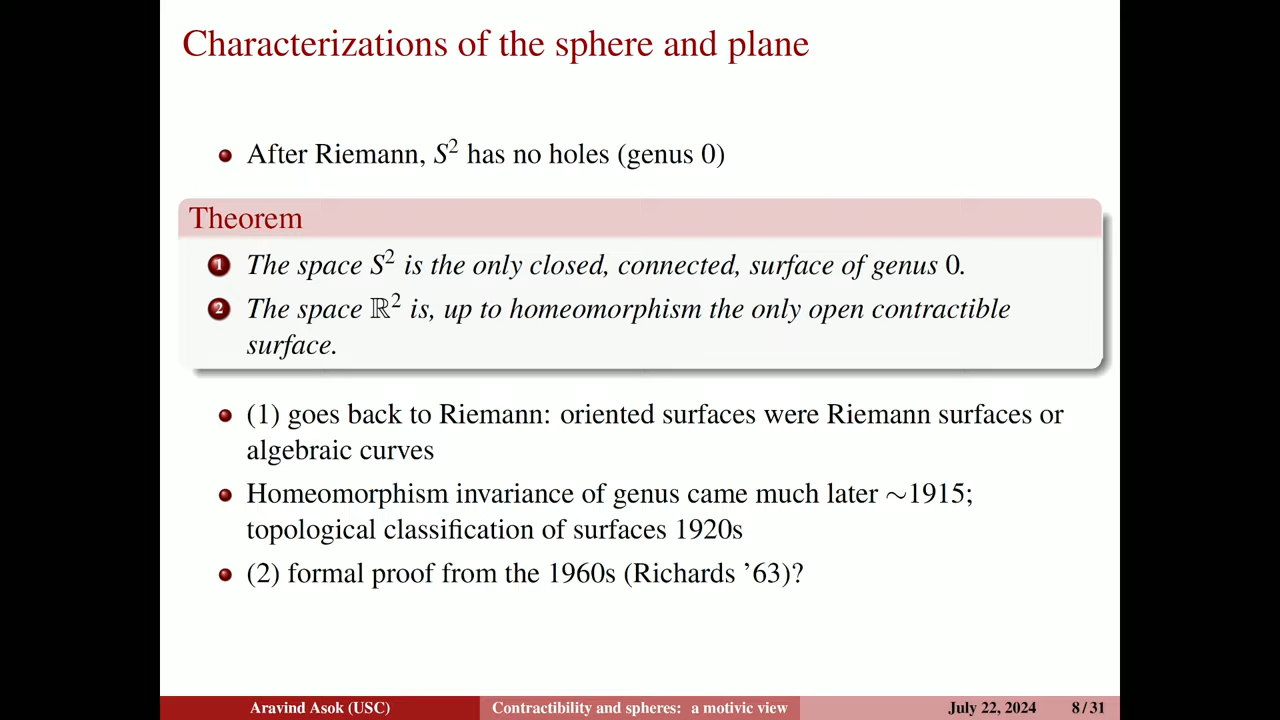 Characterizations of the sphere and plane
After Riemann, S² has no holes (genus 0)
Theorem
1 The space S² is the only closed, connected, surface of genus 0.
2 The space ℝ² is, up to homeomorphism the only open contractible
surface.
(1) goes back to Riemann: oriented surfaces were Riemann surfaces or
algebraic curves
Homeomorphism invariance of genus came much later ∼1915;
topological classification of surfaces 1920s
(2) formal proof from the 1960s (Richards ’63)?
Aravind Asok (USC) Contractibility and spheres: a motivic view July 22, 2024 8 / 31